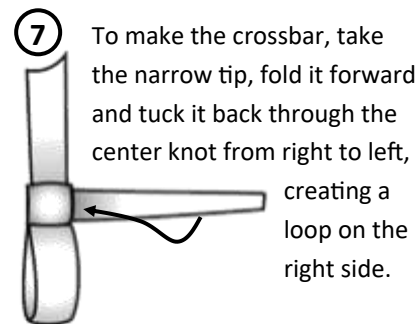 7
To make the crossbar, take
the narrow tip, fold it forward
and tuck it back through the
center knot from right to left,
creating a
loop on the
right side.